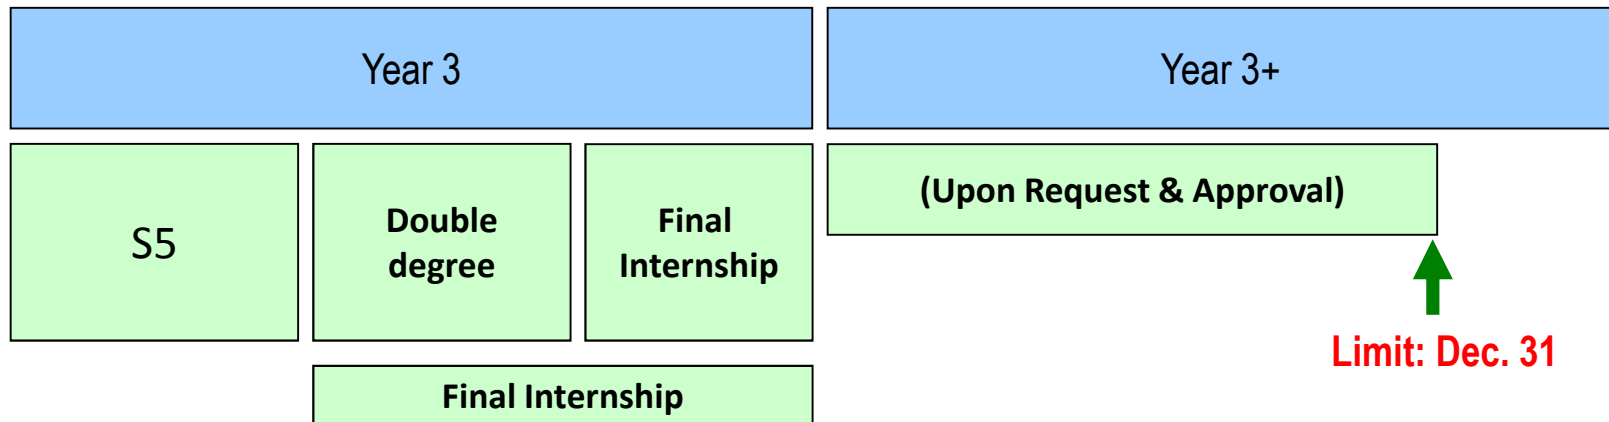 Year 3
Year 3+
S5
Double
degree
Final
Internship
(Upon Request & Approval)
Limit: Dec. 31
Final Internship